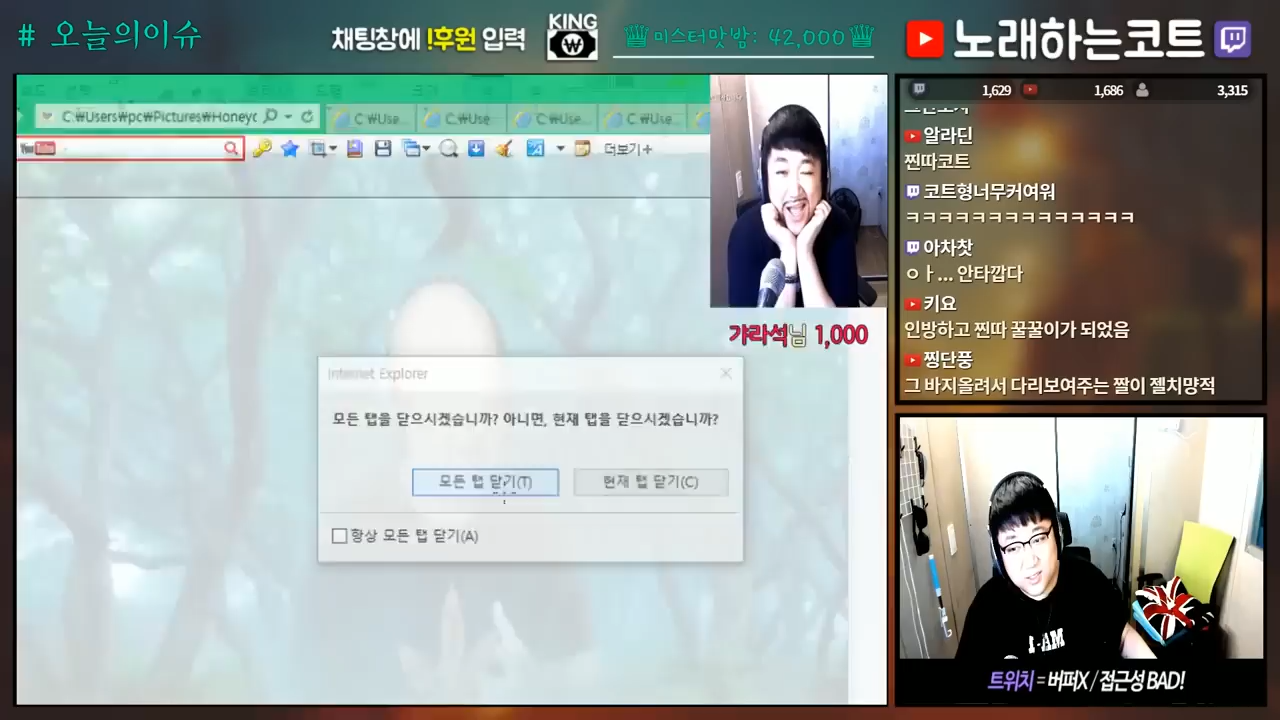 # 오늘의이슈
채팅창에 !후원 입력
KING
미스터맛밤: 42,000
노래하는코트
C:₩Users₩pc₩Pictures₩Honeyc
C:₩Use...
C:₩Use...
C:₩Use...
C:₩Use...
You Tube
더보기+
갸라석님 1,000
Internet Explorer
모든 탭을 닫으시겠습니까? 아니면, 현재 탭을 닫으시겠습니까?
모든 탭 닫기(T)
현재 탭 닫기(C)
항상 모든 탭 닫기(A)
1,629
1,686
3,315
알라딘
찐따코트
코트형너무커여워
ㅋㅋㅋㅋㅋㅋㅋㅋㅋㅋㅋㅋㅋㅋ
아차찻
ㅇㅏ... 안타깝다
키요
인방하고 찐따 꿀꿀이가 되었음
찡단풍
그 바지올려서 다리보여주는 짤이 젤치먕적
I-AM
트위치 = 버퍼X / 접근성 BAD!